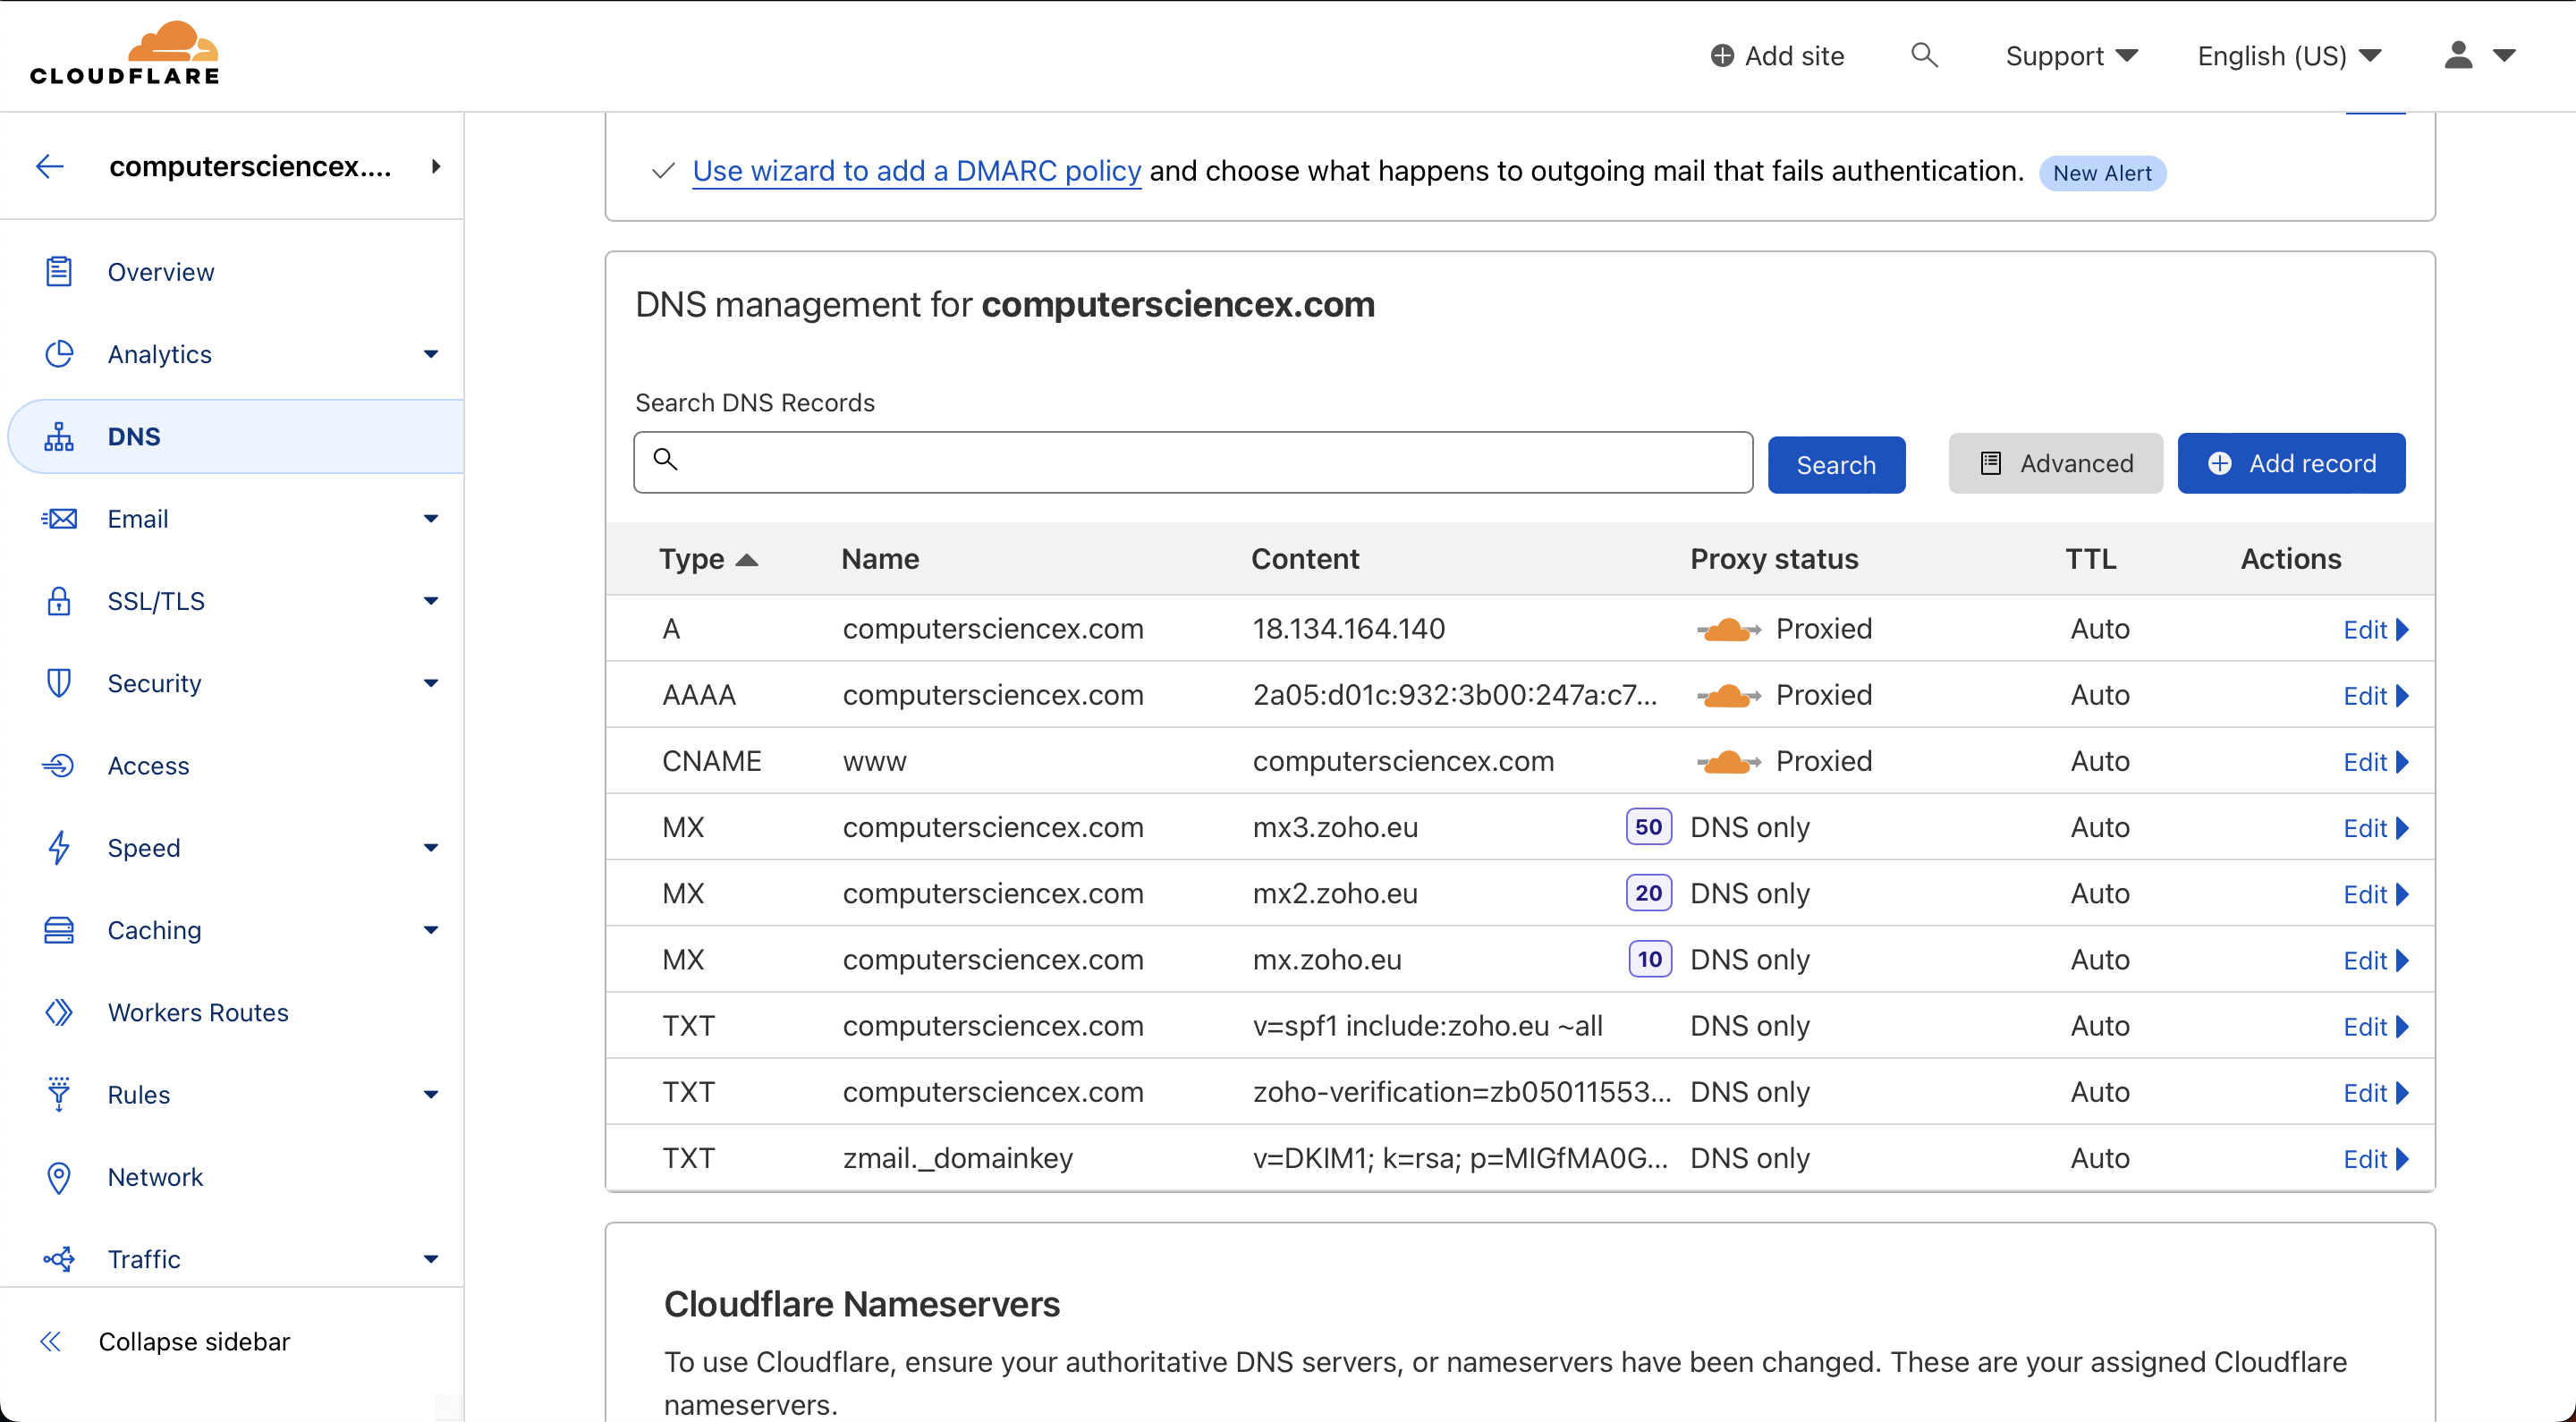 CLOUDFLARE
Add site
Support
English (US)
computersciencex....
Overview
Analytics
DNS
Email
SSL/TLS
Security
Access
Speed
Caching
Workers Routes
Rules
Network
Traffic
Collapse sidebar
Use wizard to add a DMARC policy and choose what happens to outgoing mail that fails authentication. New Alert
DNS management for computersciencex.com
Search DNS Records
Search
Advanced
Add record
Type Name Content Proxy status TTL Actions
A computersciencex.com 18.134.164.140 Proxied Auto Edit
AAAA computersciencex.com 2a05:d01c:932:3b00:247a:c7... Proxied Auto Edit
CNAME www computersciencex.com Proxied Auto Edit
MX computersciencex.com mx3.zoho.eu 50 DNS only Auto Edit
MX computersciencex.com mx2.zoho.eu 20 DNS only Auto Edit
MX computersciencex.com mx.zoho.eu 10 DNS only Auto Edit
TXT computersciencex.com v=spf1 include:zoho.eu ~all DNS only Auto Edit
TXT computersciencex.com zoho-verification=zb05011553... DNS only Auto Edit
TXT zmail._domainkey v=DKIM1; k=rsa; p=MIGfMA0G... DNS only Auto Edit
Cloudflare Nameservers
To use Cloudflare, ensure your authoritative DNS servers, or nameservers have been changed. These are your assigned Cloudflare
nameservers.